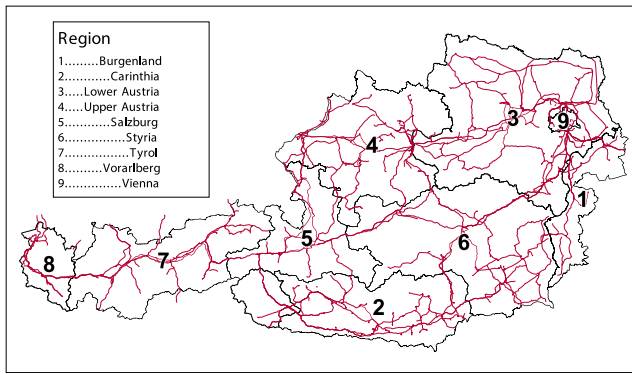 Region
1..........Burgenland
2.............Carinthia
3.....Lower Austria
4.....Upper Austria
5.............Salzburg
6.................Styria
7..................Tyrol
8..........Vorarlberg
9...............Vienna
3
9
4
1
5
6
7
8
2